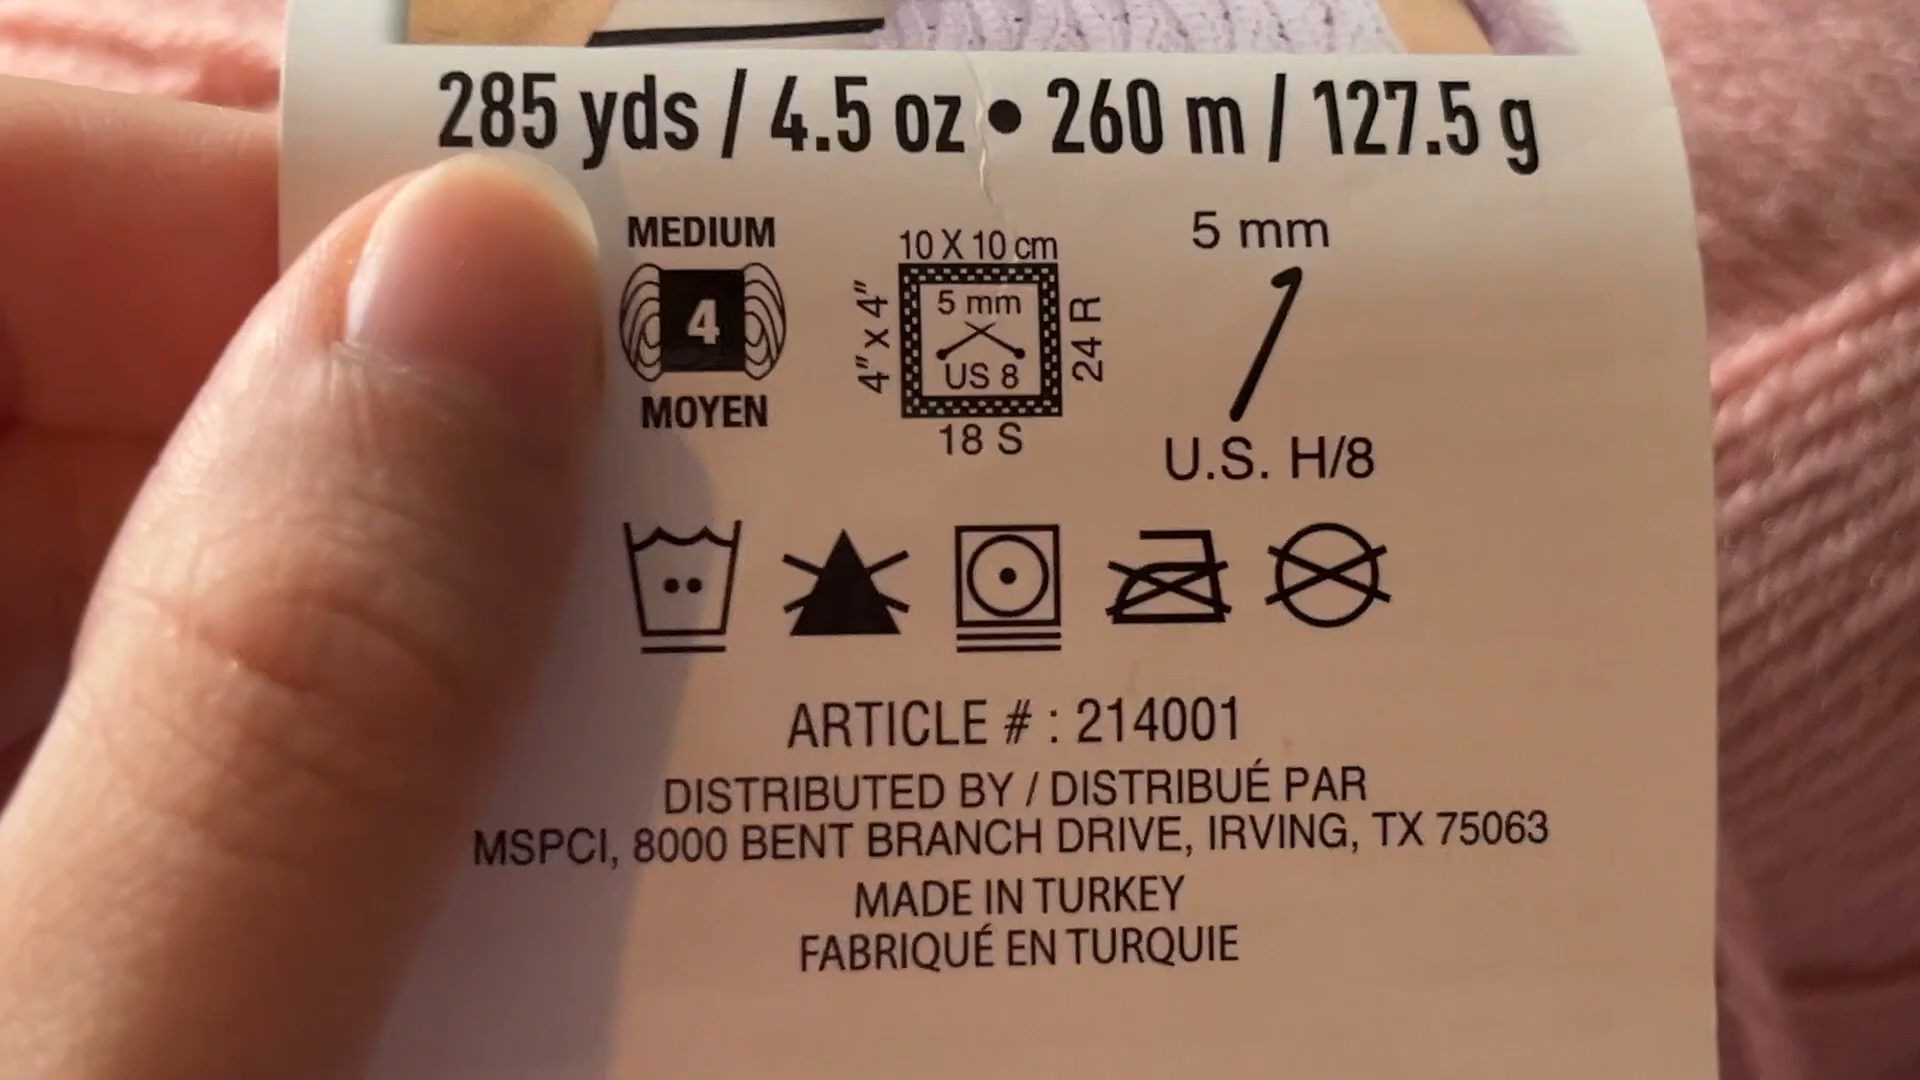 285 yds / 4.5 oz • 260 m / 127.5 g
MEDIUM
4
MOYEN
10 X 10 cm
4" x 4"
5 mm
US 8
24 R
18 S
5 mm
U.S. H/8
ARTICLE # : 214001
DISTRIBUTED BY / DISTRIBUÉ PAR
MSPCI, 8000 BENT BRANCH DRIVE, IRVING, TX 75063
MADE IN TURKEY
FABRIQUÉ EN TURQUIE